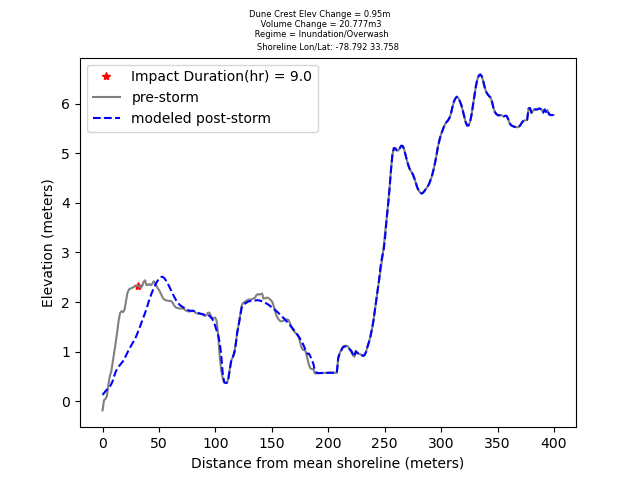 Dune Crest Elev Change = 0.95m
Volume Change = 20.777m3
Regime = Inundation/Overwash
Shoreline Lon/Lat: -78.792 33.758
Impact Duration(hr) = 9.0
pre-storm
modeled post-storm
Elevation (meters)
6
5
4
3
2
1
0
0 50 100 150 200 250 300 350 400
Distance from mean shoreline (meters)